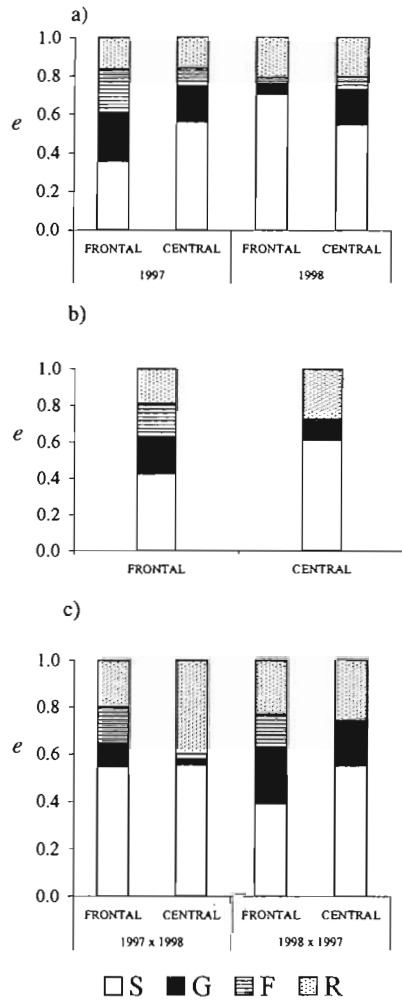 a)
1.0
0.8
0.6
e
0.4
0.2
0.0
FRONTAL CENTRAL FRONTAL CENTRAL
1997 1998
b)
1.0
0.8
0.6
e
0.4
0.2
0.0
FRONTAL CENTRAL
c)
1.0
0.8
0.6
e
0.4
0.2
0.0
FRONTAL CENTRAL FRONTAL CENTRAL
1997 x 1998 1998 x 1997
S G F R